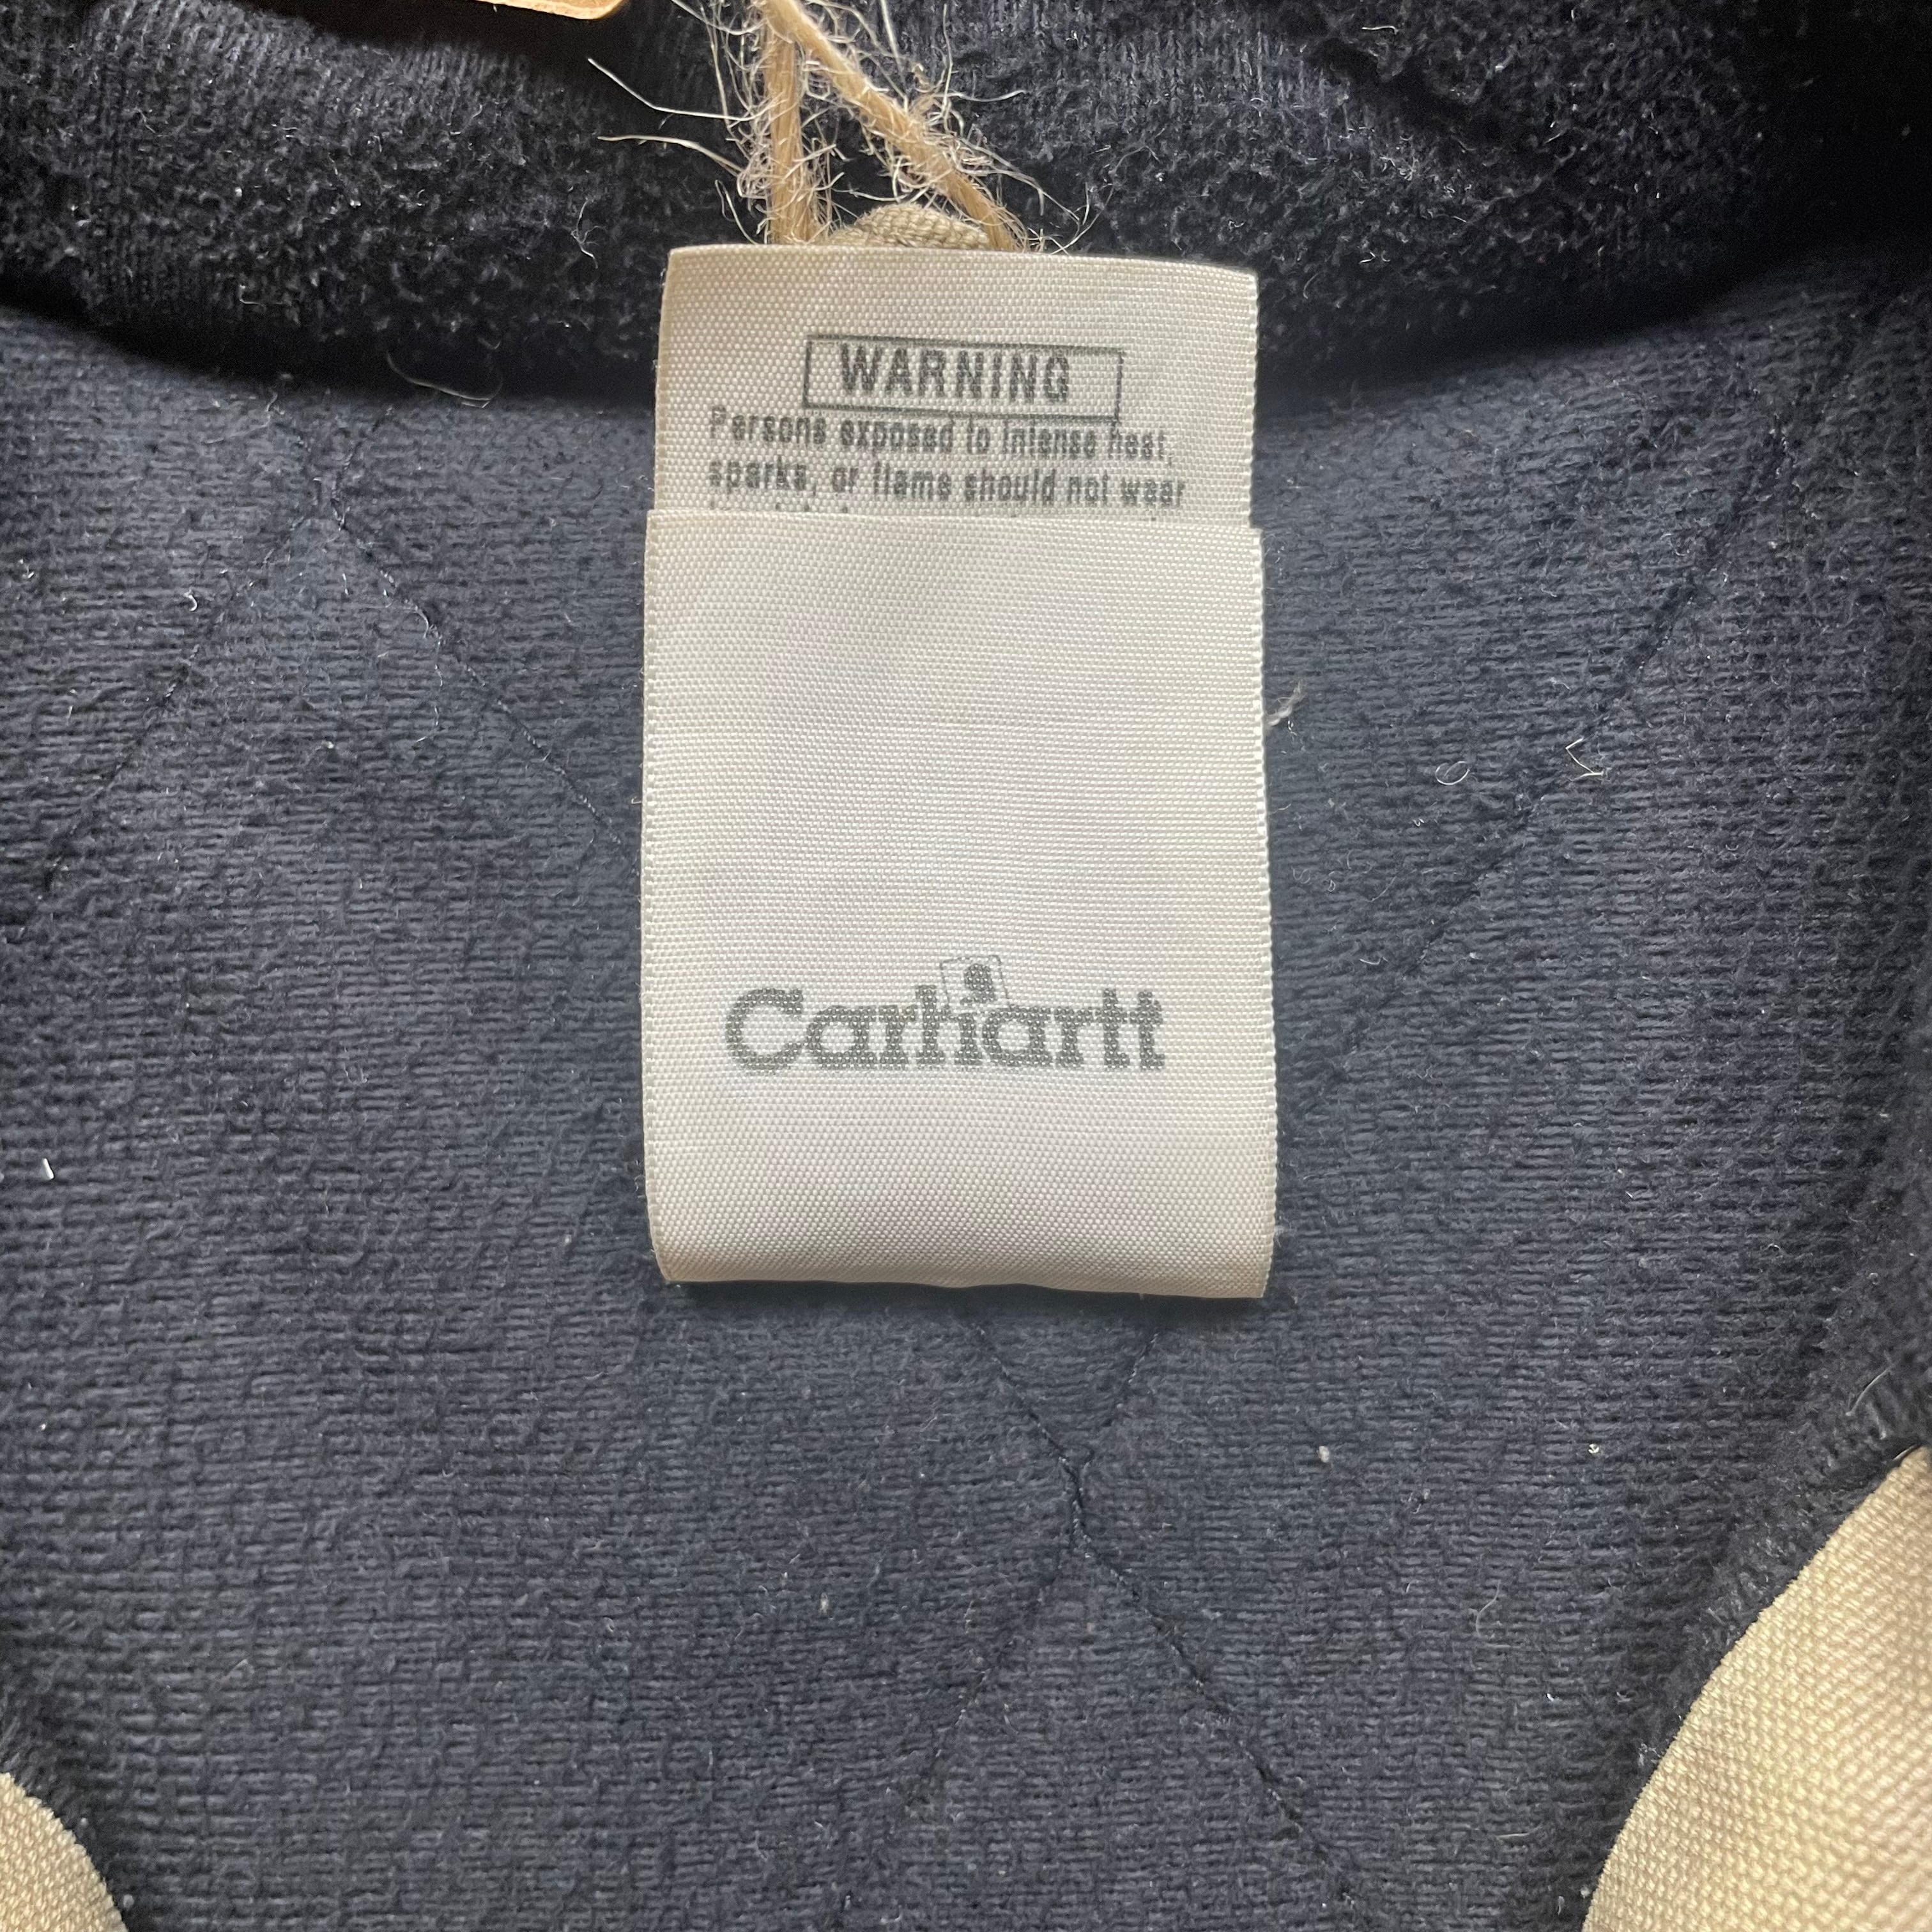 WARNING
Persons exposed to intense heat,
sparks, or flame should not wear
Carhartt